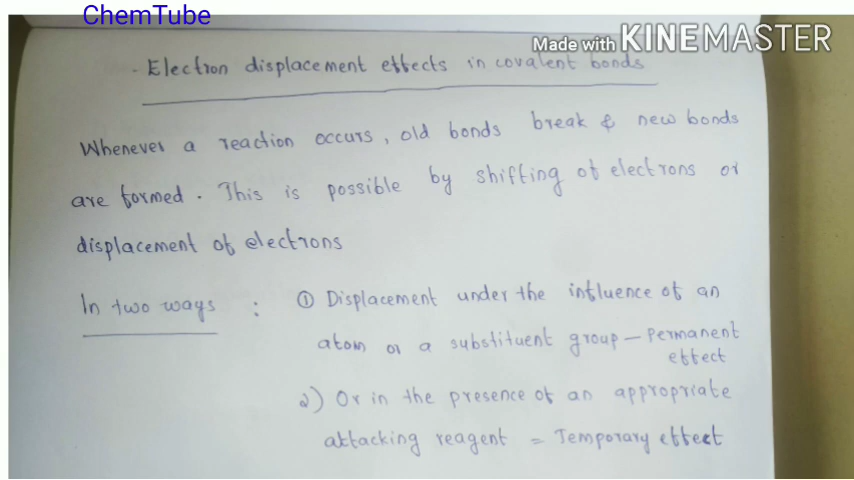 ChemTube
Made with KINEMASTER
Electron displacement effects in covalent bonds
Whenever a reaction occurs, old bonds break & new bonds
are formed. This is possible by shifting of electrons or
displacement of electrons
In two ways : ① Displacement under the influence of an
atom or a substituent group – Permanent
effect
2) Or in the presence of an appropriate
attacking reagent = Temporary effect